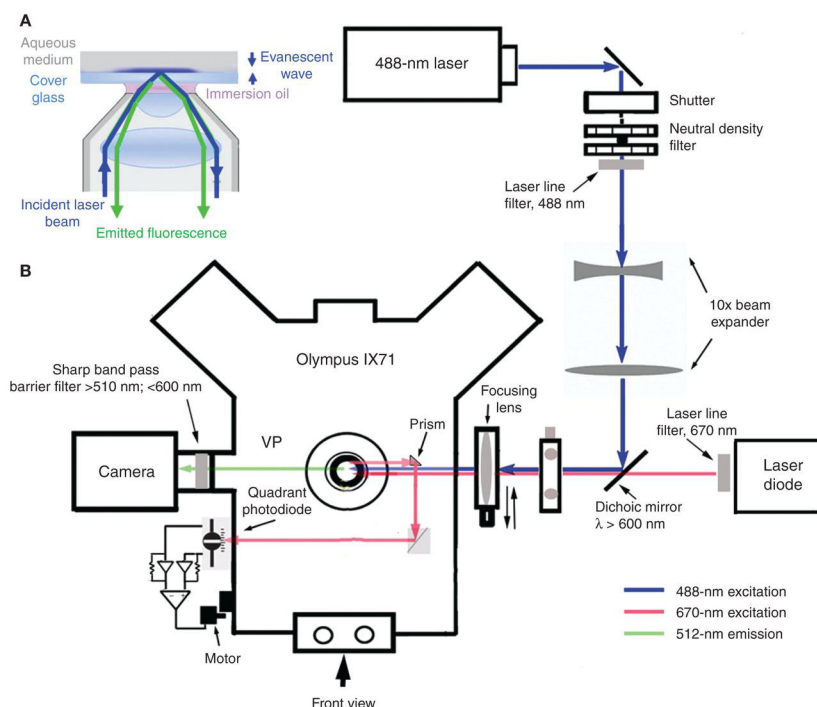 A
Aqueous
medium
Cover
glass
Evanescent
wave
Immersion oil
Incident laser
beam
Emitted fluorescence
488-nm laser
Shutter
Neutral density
filter
Laser line
filter, 488 nm
10x beam
expander
B
Olympus IX71
Sharp band pass
barrier filter >510 nm; <600 nm
VP
Camera
Prism
Focusing
lens
Laser line
filter, 670 nm
Laser
diode
Dichoic mirror
λ > 600 nm
Quadrant
photodiode
Motor
Front view
488-nm excitation
670-nm excitation
512-nm emission